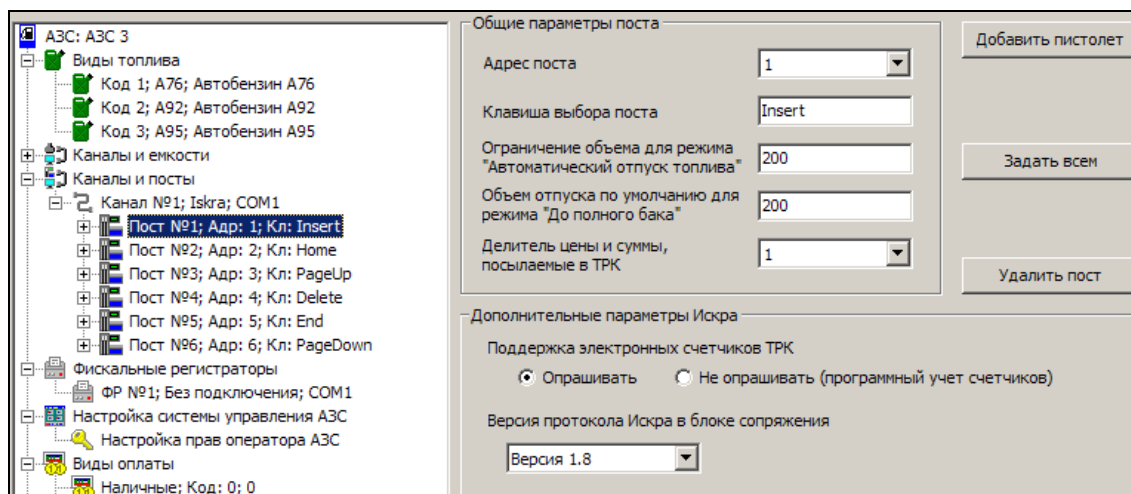 АЗС: АЗС 3
Виды топлива
Код 1; А76; Автобензин А76
Код 2; А92; Автобензин А92
Код 3; А95; Автобензин А95
Каналы и емкости
Каналы и посты
Канал №1; Iskra; COM1
Пост №1; Адр: 1; Кл: Insert
Пост №2; Адр: 2; Кл: Home
Пост №3; Адр: 3; Кл: PageUp
Пост №4; Адр: 4; Кл: Delete
Пост №5; Адр: 5; Кл: End
Пост №6; Адр: 6; Кл: PageDown
Фискальные регистраторы
ФР №1; Без подключения; COM1
Настройка системы управления АЗС
Настройка прав оператора АЗС
Виды оплаты
Наличные; Код: 0; 0
Общие параметры поста
Адрес поста
1
Клавиша выбора поста
Insert
Ограничение объема для режима
"Автоматический отпуск топлива"
200
Объем отпуска по умолчанию для
режима "До полного бака"
200
Делитель цены и суммы,
посылаемые в ТРК
1
Добавить пистолет
Задать всем
Удалить пост
Дополнительные параметры Искра
Поддержка электронных счетчиков ТРК
Опрашивать
Не опрашивать (программный учет счетчиков)
Версия протокола Искра в блоке сопряжения
Версия 1.8